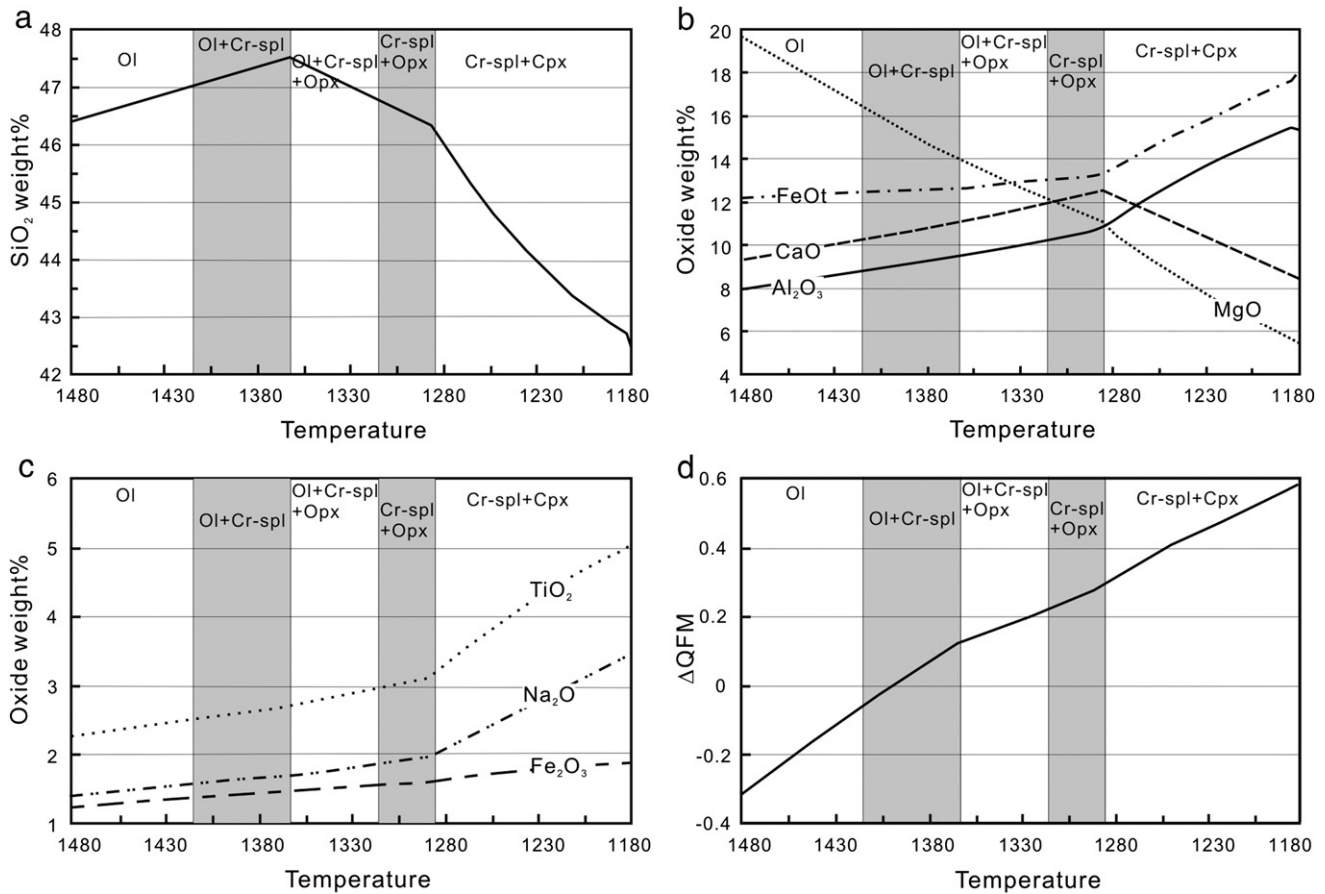 a
Ol
Ol+Cr-spl
Ol+Cr-spl
+Opx
Cr-spl
+Opx
Cr-spl+Cpx
48
47
46
45
44
43
42
SiO₂ weight%
1480 1430 1380 1330 1280 1230 1180
Temperature
b
Ol
Ol+Cr-spl
Ol+Cr-spl
+Opx
Cr-spl
+Opx
Cr-spl+Cpx
20
18
16
14
12
10
8
6
4
Oxide weight%
FeOt
CaO
Al₂O₃
MgO
1480 1430 1380 1330 1280 1230 1180
Temperature
c
Ol
Ol+Cr-spl
Ol+Cr-spl
+Opx
Cr-spl
+Opx
Cr-spl+Cpx
6
5
4
3
2
1
Oxide weight%
TiO₂
Na₂O
Fe₂O₃
1480 1430 1380 1330 1280 1230 1180
Temperature
d
Ol
Ol+Cr-spl
Ol+Cr-spl
+Opx
Cr-spl
+Opx
Cr-spl+Cpx
0.6
0.4
0.2
0
-0.2
-0.4
ΔQFM
1480 1430 1380 1330 1280 1230 1180
Temperature